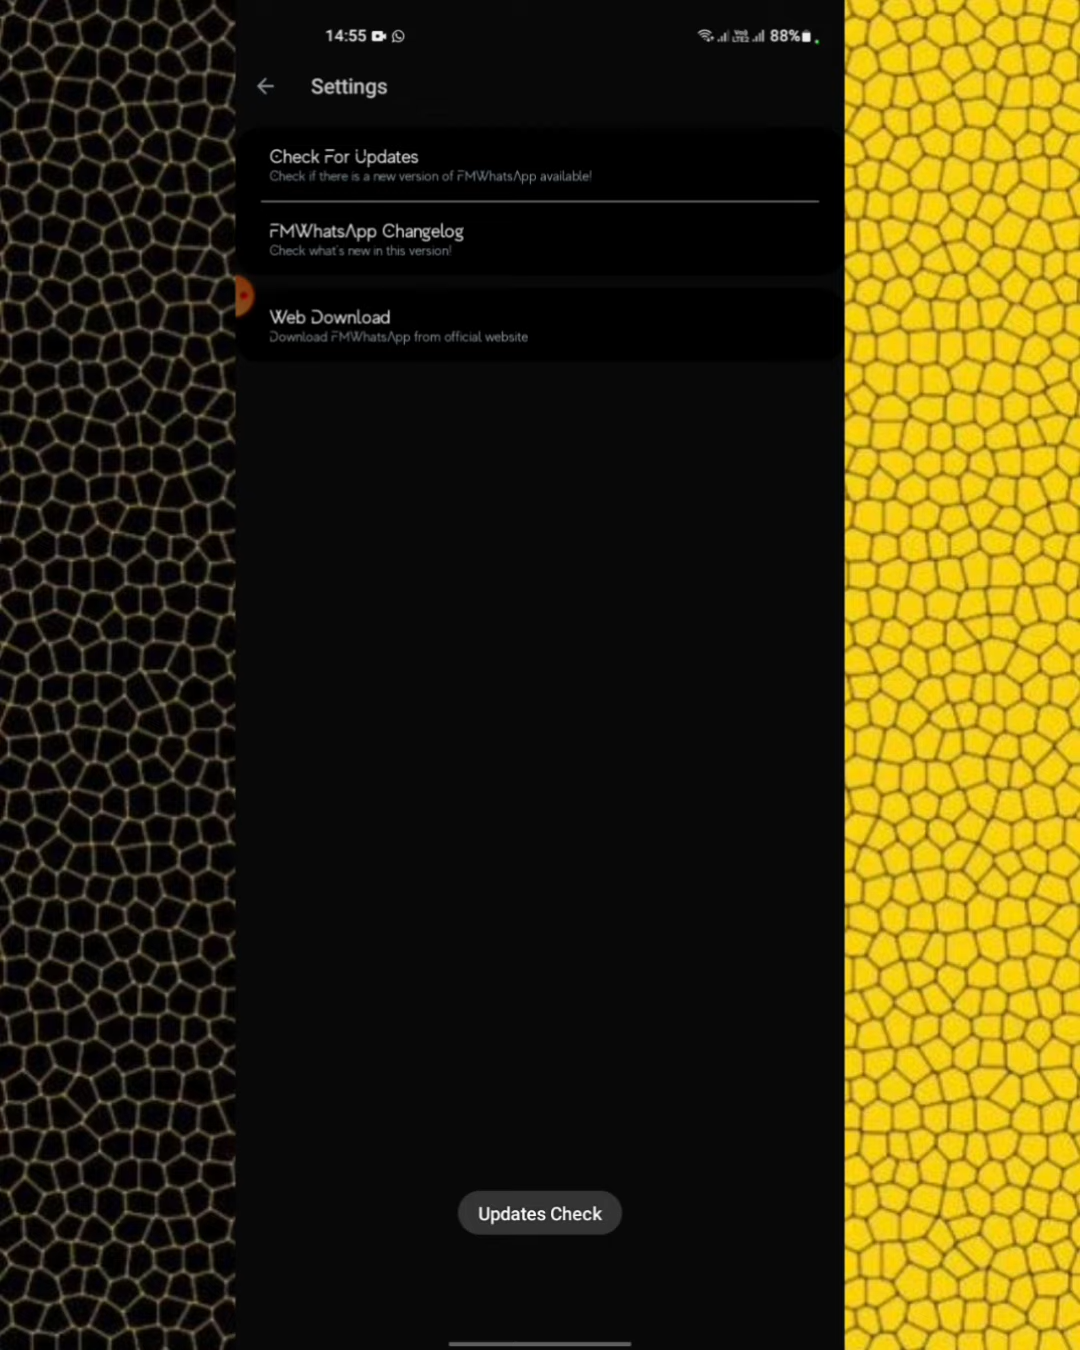 14:55 88%
Settings
Check For Updates
Check if there is a new version of FMWhatsApp available!
FMWhatsApp Changelog
Check what's new in this version!
Web Download
Download FMWhatsApp from official website
Updates Check